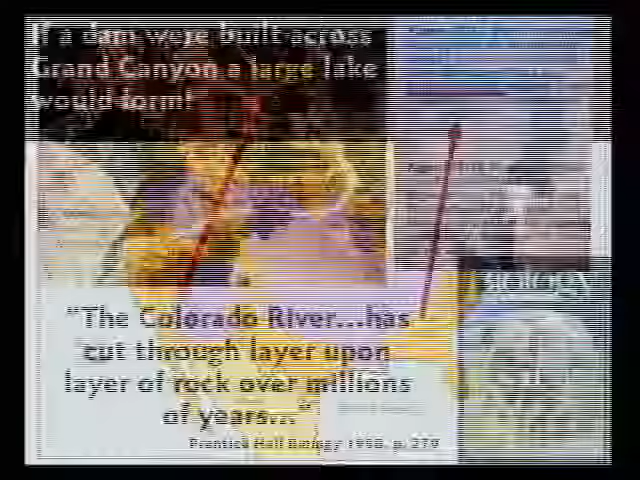 If a dam were built across
Grand Canyon a large lake
would form!
"The Colorado River...has
cut through layer upon
layer of rock over millions
of years..."
Prentice Hall Biology 1998, p. 279
BIOLOGY